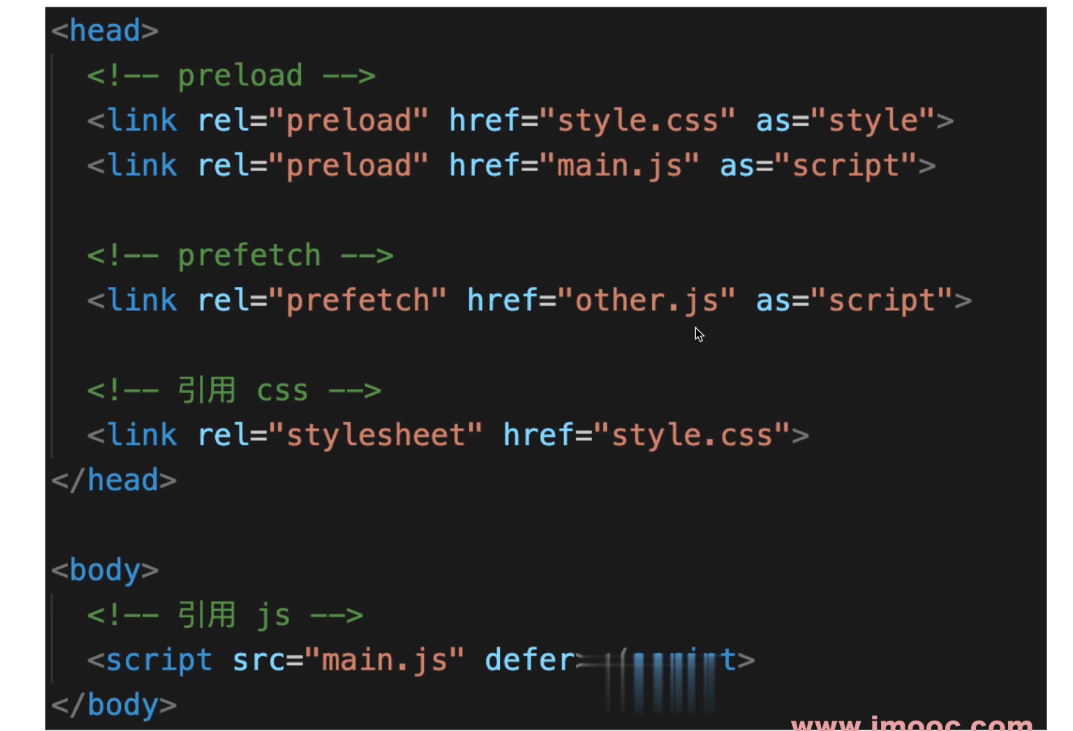 <head>
<!-- preload -->
<link rel="preload" href="style.css" as="style">
<link rel="preload" href="main.js" as="script">
<!-- prefetch -->
<link rel="prefetch" href="other.js" as="script">
<!-- 引用 css -->
<link rel="stylesheet" href="style.css">
</head>
<body>
<!-- 引用 js -->
<script src="main.js" defer></script>
</body>
www.imooc.com